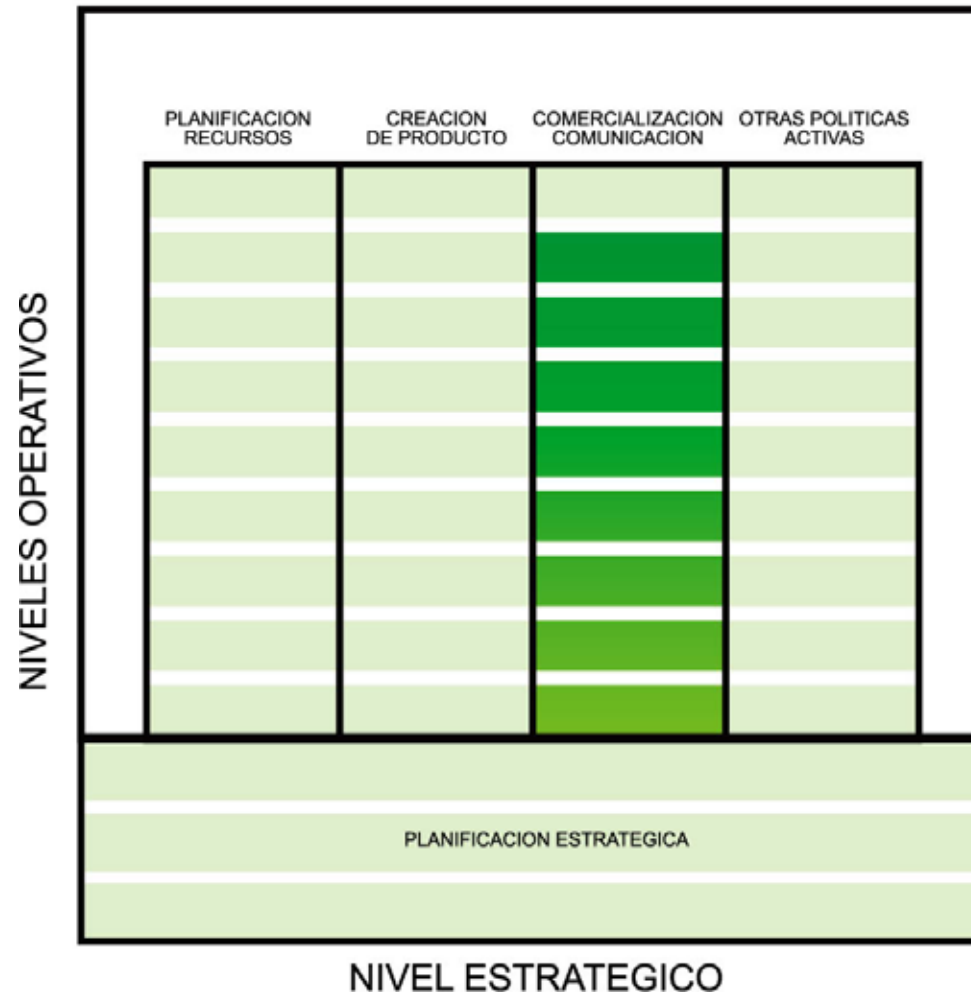 PLANIFICACION
RECURSOS
CREACION
DE PRODUCTO
COMERCIALIZACION
COMUNICACION
OTRAS POLITICAS
ACTIVAS
NIVELES OPERATIVOS
PLANIFICACION ESTRATEGICA
NIVEL ESTRATEGICO